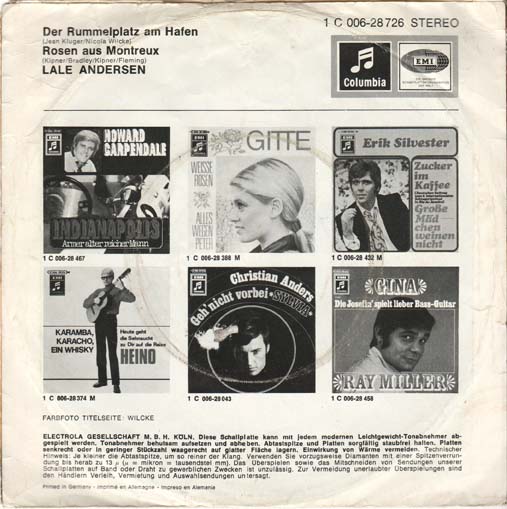 Der Rummelplatz am Hafen
(Jean Kluger/Nicola Wilcke)
Rosen aus Montreux
(Kipner/Bradley/Kipner/Fleming)
LALE ANDERSEN
1 C 006-28 726 STEREO
Columbia
EMI
HOWARD
CARPENDALE
INDIANAPOLIS
Armer alter reicher Mann
1 C 006-28 467
GITTE
WEISSE
ROSEN
ALLES
WEGEN
PETER
1 C 006-28 388 M
Erik Silvester
Zucker
im
Kaffee
Große
Mäd
chen
weinen
nicht
1 C 006-28 432 M
KARAMBA,
KARACHO,
EIN WHISKY
Heute geht
die Sehnsucht
zu Dir auf die Reise
HEINO
1 C 006-28 374 M
Christian Anders
Geh' nicht vorbei • SYLVIA •
1 C 006-28 043
GINA
Die Josefia' spielt lieber Bass-Guitar
RAY MILLER
1 C 006-28 458
FARBFOTO TITELSEITE: WILCKE
ELECTROLA GESELLSCHAFT M. B. H. KÖLN. Diese Schallplatte kann mit jedem modernen Leichtgewicht-Tonabnehmer ab-
gespielt werden. Tonabnehmer behutsam aufsetzen und abheben. Abtastspitze und Platten sorgfältig staubfrei halten. Platten
senkrecht oder in geringer Stückzahl waagerecht auf glatter Fläche lagern. Einwirkung von Wärme vermeiden. Technischer
Hinweis: Je kleiner die Abtastspitze, um so reiner der Klang. Verwenden Sie vorzugsweise Diamanten mit einer Spitzenverrun-
dung bis herab zu 13 µ (µ = mikron = tausendstel mm). Das Überspielen sowie das Mitschneiden von Sendungen unserer
Schallplatten auf Band oder Draht zu gewerblichen Zwecken ist unzlässig. Zur Vermeidung unerlaubter Überspielungen sind
den Händlern Verleih, Vermietung und Auswahlsendungen untersagt.
Printed in Germany - Imprimé en Allemagne - Impreso en Alemania